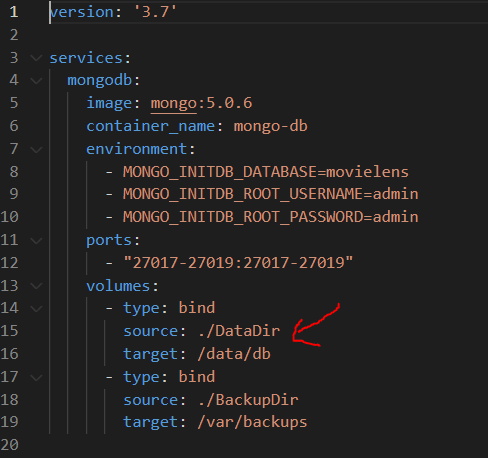 1 version: '3.7'
2
3 services:
4 mongodb:
5 image: mongo:5.0.6
6 container_name: mongo-db
7 environment:
8 - MONGO_INITDB_DATABASE=movielens
9 - MONGO_INITDB_ROOT_USERNAME=admin
10 - MONGO_INITDB_ROOT_PASSWORD=admin
11 ports:
12 - "27017-27019:27017-27019"
13 volumes:
14 - type: bind
15 source: ./DataDir
16 target: /data/db
17 - type: bind
18 source: ./BackupDir
19 target: /var/backups
20